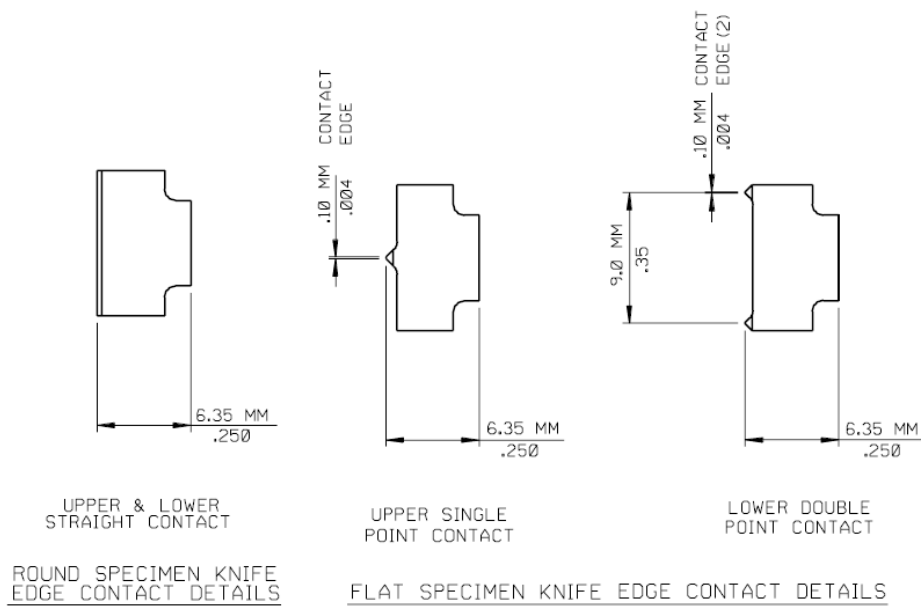 .10 MM CONTACT
EDGE
.004
.10 MM CONTACT
EDGE(2)
.004
9.0 MM
.35
6.35 MM
.250
6.35 MM
.250
6.35 MM
.250
UPPER & LOWER
STRAIGHT CONTACT
UPPER SINGLE
POINT CONTACT
LOWER DOUBLE
POINT CONTACT
ROUND SPECIMEN KNIFE
EDGE CONTACT DETAILS
FLAT SPECIMEN KNIFE EDGE CONTACT DETAILS